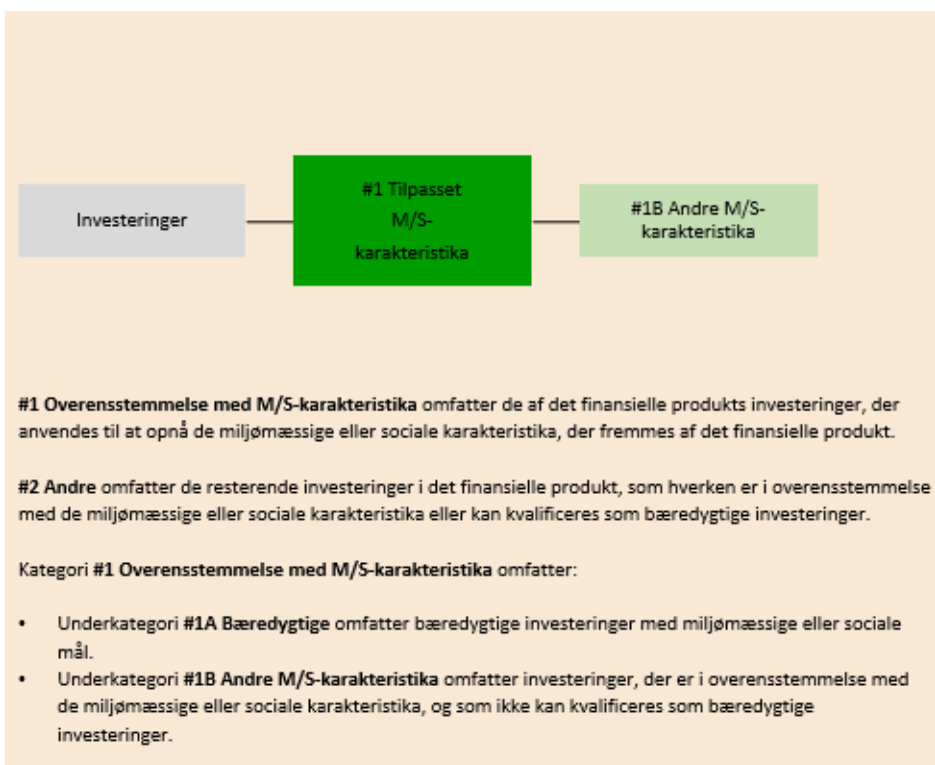 Investeringer
#1 Tilpasset
M/S-
karakteristika
#1B Andre M/S-
karakteristika
#1 Overensstemmelse med M/S-karakteristika omfatter de af det finansielle produkts investeringer, der
anvendes til at opnå de miljømæssige eller sociale karakteristika, der fremmes af det finansielle produkt.
#2 Andre omfatter de resterende investeringer i det finansielle produkt, som hverken er i overensstemmelse
med de miljømæssige eller sociale karakteristika eller kan kvalificeres som bæredygtige investeringer.
Kategori #1 Overensstemmelse med M/S-karakteristika omfatter:
• Underkategori #1A Bæredygtige omfatter bæredygtige investeringer med miljømæssige eller sociale
mål.
• Underkategori #1B Andre M/S-karakteristika omfatter investeringer, der er i overensstemmelse med
de miljømæssige eller sociale karakteristika, og som ikke kan kvalificeres som bæredygtige
investeringer.